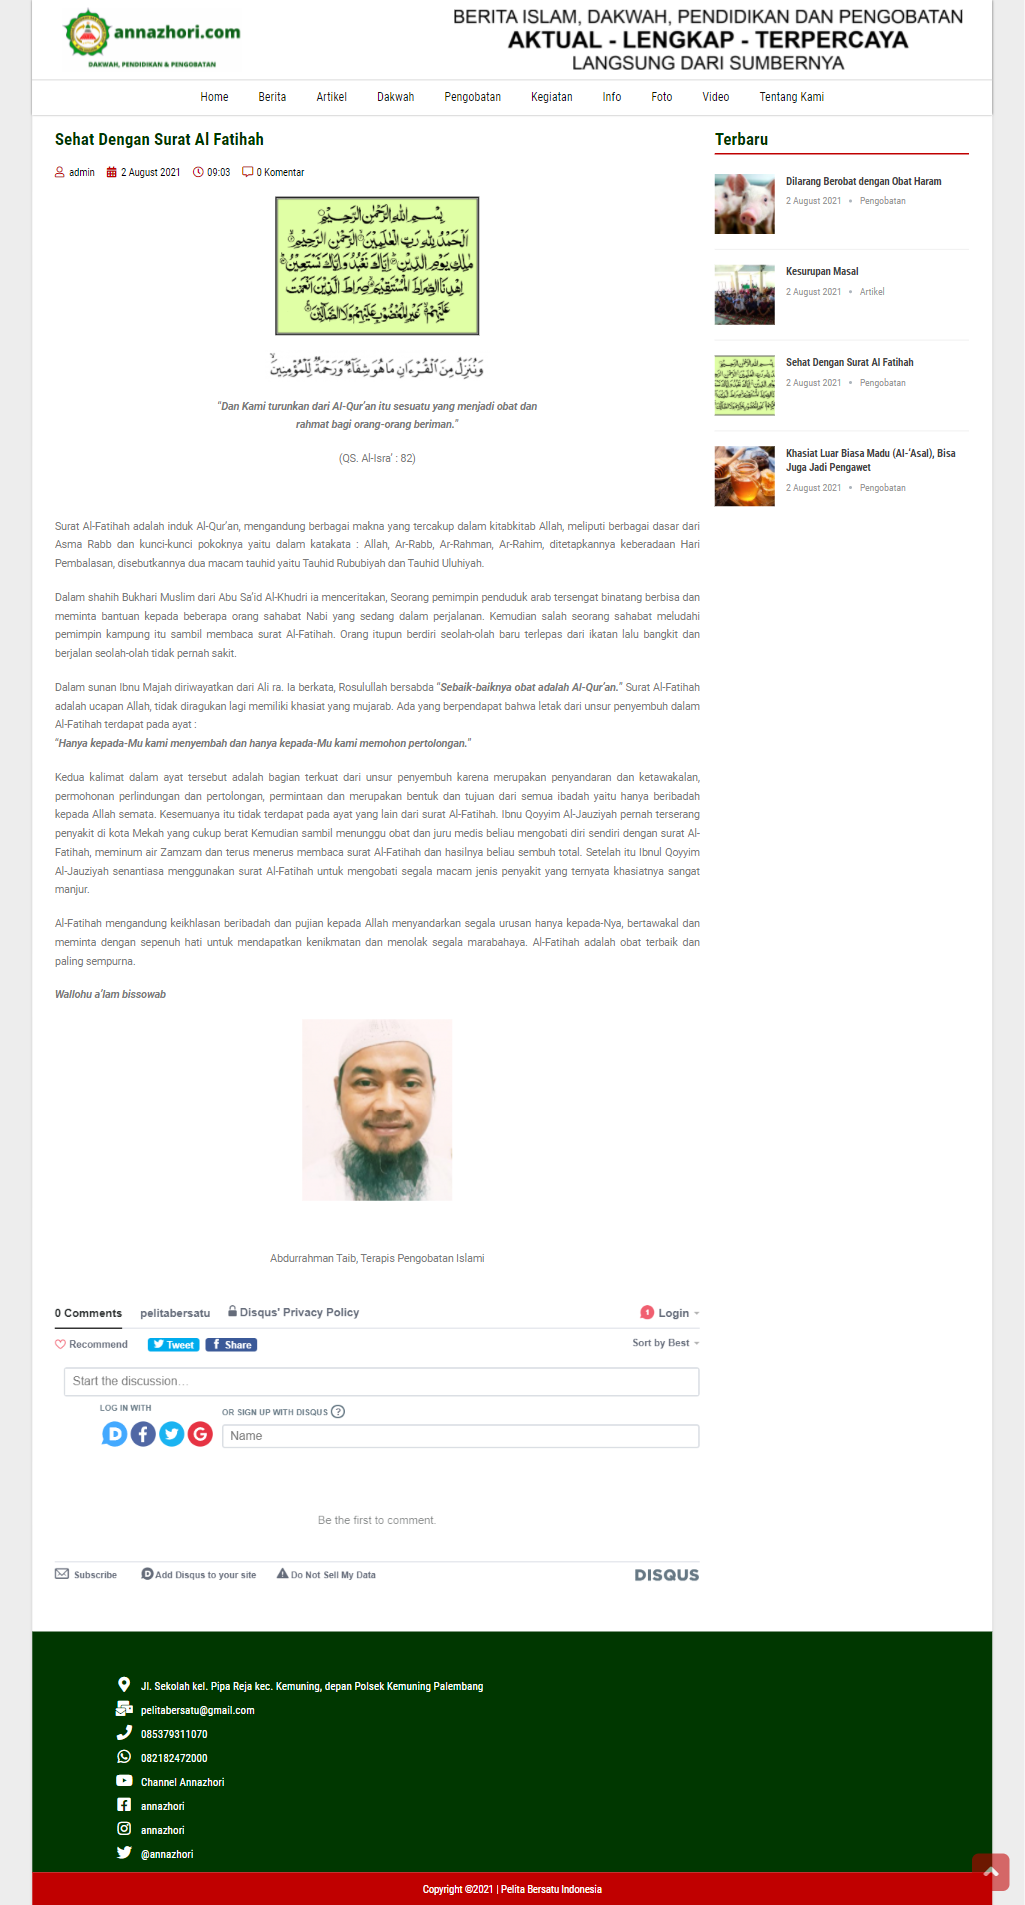 annazhori.com
DAKWAH, PENDIDIKAN & PENGOBATAN
BERITA ISLAM, DAKWAH, PENDIDIKAN DAN PENGOBATAN
AKTUAL - LENGKAP - TERPERCAYA
LANGSUNG DARI SUMBERNYA
Home Berita Artikel Dakwah Pengobatan Kegiatan Info Foto Video Tentang Kami
Sehat Dengan Surat Al Fatihah
admin 2 August 2021 09:03 0 Komentar
بِسْمِ اللَّهِ الرَّحْمَٰنِ الرَّحِيمِ
الْحَمْدُ لِلَّهِ رَبِّ الْعَالَمِينَ الرَّحْمَٰنِ الرَّحِيمِ
مَالِكِ يَوْمِ الدِّينِ إِيَّاكَ نَعْبُدُ وَإِيَّاكَ نَسْتَعِينُ
اهْدِنَا الصِّرَاطَ الْمُسْتَقِيمَ صِرَاطَ الَّذِينَ أَنْعَمْتَ
عَلَيْهِمْ غَيْرِ الْمَغْضُوبِ عَلَيْهِمْ وَلَا الضَّالِّينَ
وَنُنَزِّلُ مِنَ الْقُرْءَانِ مَا هُوَ شِفَاءٌ وَرَحْمَةٌ لِّلْمُؤْمِنِينَ
“Dan Kami turunkan dari Al-Qur’an itu sesuatu yang menjadi obat dan
rahmat bagi orang-orang beriman.”
(QS. Al-Isra’ : 82)
Surat Al-Fatihah adalah induk Al-Qur’an, mengandung berbagai makna yang tercakup dalam kitabkitab Allah, meliputi berbagai dasar dari
Asma Rabb dan kunci-kunci pokoknya yaitu dalam katakata : Allah, Ar-Rabb, Ar-Rahman, Ar-Rahim, ditetapkannya keberadaan Hari
Pembalasan, disebutkannya dua macam tauhid yaitu Tauhid Rububiyah dan Tauhid Uluhiyah.
Dalam shahih Bukhari Muslim dari Abu Sa’id Al-Khudri ia menceritakan, Seorang pemimpin penduduk arab tersengat binatang berbisa dan
meminta bantuan kepada beberapa orang sahabat Nabi yang sedang dalam perjalanan. Kemudian salah seorang sahabat meludahi
pemimpin kampung itu sambil membaca surat Al-Fatihah. Orang itupun berdiri seolah-olah baru terlepas dari ikatan lalu bangkit dan
berjalan seolah-olah tidak pernah sakit.
Dalam sunan Ibnu Majah diriwayatkan dari Ali ra. Ia berkata, Rosulullah bersabda “Sebaik-baiknya obat adalah Al-Qur’an.” Surat Al-Fatihah
adalah ucapan Allah, tidak diragukan lagi memiliki khasiat yang mujarab. Ada yang berpendapat bahwa letak dari unsur penyembuh dalam
Al-Fatihah terdapat pada ayat :
“Hanya kepada-Mu kami menyembah dan hanya kepada-Mu kami memohon pertolongan.”
Kedua kalimat dalam ayat tersebut adalah bagian terkuat dari unsur penyembuh karena merupakan penyandaran dan ketawakalan,
permohonan perlindungan dan pertolongan, permintaan dan merupakan bentuk dan tujuan dari semua ibadah yaitu hanya beribadah
kepada Allah semata. Kesemuanya itu tidak terdapat pada ayat yang lain dari surat Al-Fatihah. Ibnu Qoyyim Al-Jauziyah pernah terserang
penyakit di kota Mekah yang cukup berat Kemudian sambil menunggu obat dan juru medis beliau mengobati diri sendiri dengan surat Al-
Fatihah, meminum air Zamzam dan terus menerus membaca surat Al-Fatihah dan hasilnya beliau sembuh total. Setelah itu Ibnul Qoyyim
Al-Jauziyah senantiasa menggunakan surat Al-Fatihah untuk mengobati segala macam jenis penyakit yang ternyata khasiatnya sangat
manjur.
Al-Fatihah mengandung keikhlasan beribadah dan pujian kepada Allah menyandarkan segala urusan hanya kepada-Nya, bertawakal dan
meminta dengan sepenuh hati untuk mendapatkan kenikmatan dan menolak segala marabahaya. Al-Fatihah adalah obat terbaik dan
paling sempurna.
Wallohu a’lam bissowab
Abdurrahman Taib, Terapis Pengobatan Islami
0 Comments pelitabersatu Disqus' Privacy Policy 1 Login
Recommend Tweet Share Sort by Best
Start the discussion…
LOG IN WITH
OR SIGN UP WITH DISQUS ?
Name
Be the first to comment.
Subscribe Add Disqus to your site Do Not Sell My Data DISQUS
Terbaru
Dilarang Berobat dengan Obat Haram
2 August 2021 • Pengobatan
Kesurupan Masal
2 August 2021 • Artikel
Sehat Dengan Surat Al Fatihah
2 August 2021 • Pengobatan
Khasiat Luar Biasa Madu (Al-‘Asal), Bisa
Juga Jadi Pengawet
2 August 2021 • Pengobatan
Jl. Sekolah kel. Pipa Reja kec. Kemuning, depan Polsek Kemuning Palembang
pelitabersatu@gmail.com
085379311070
082182472000
Channel Annazhori
annazhori
annazhori
@annazhori
Copyright ©2021 | Pelita Bersatu Indonesia